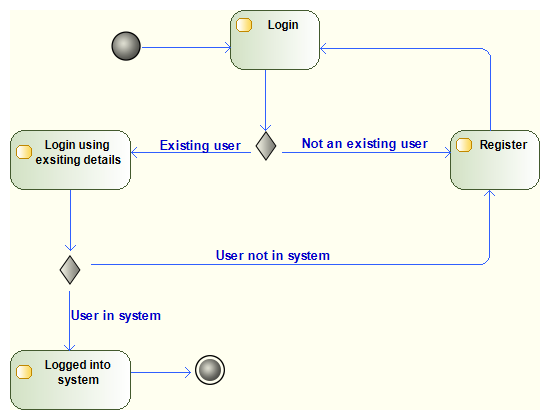 Login
Existing user
Not an existing user
Login using
exsiting details
Register
User not in system
User in system
Logged into
system